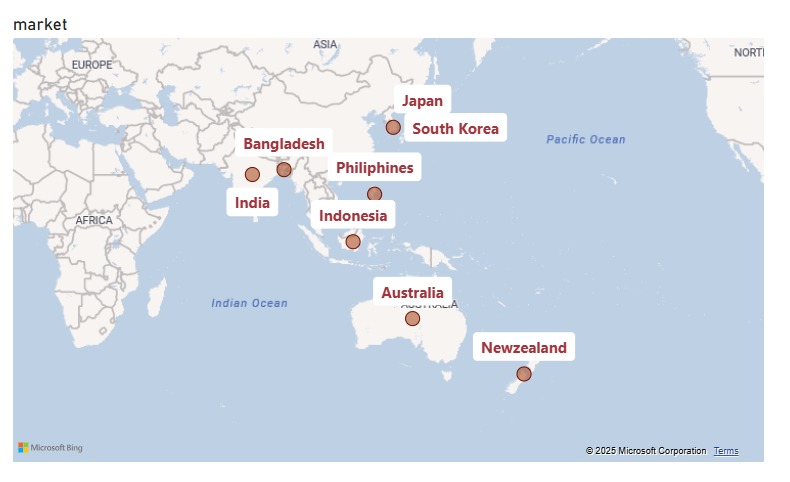 market
ASIA
EUROPE
NORTH
Japan
South Korea
Pacific Ocean
Bangladesh
Philiphines
India
Indonesia
AFRICA
Indian Ocean
Australia
AUSTRALIA
Newzealand
Microsoft Bing
© 2025 Microsoft Corporation Terms